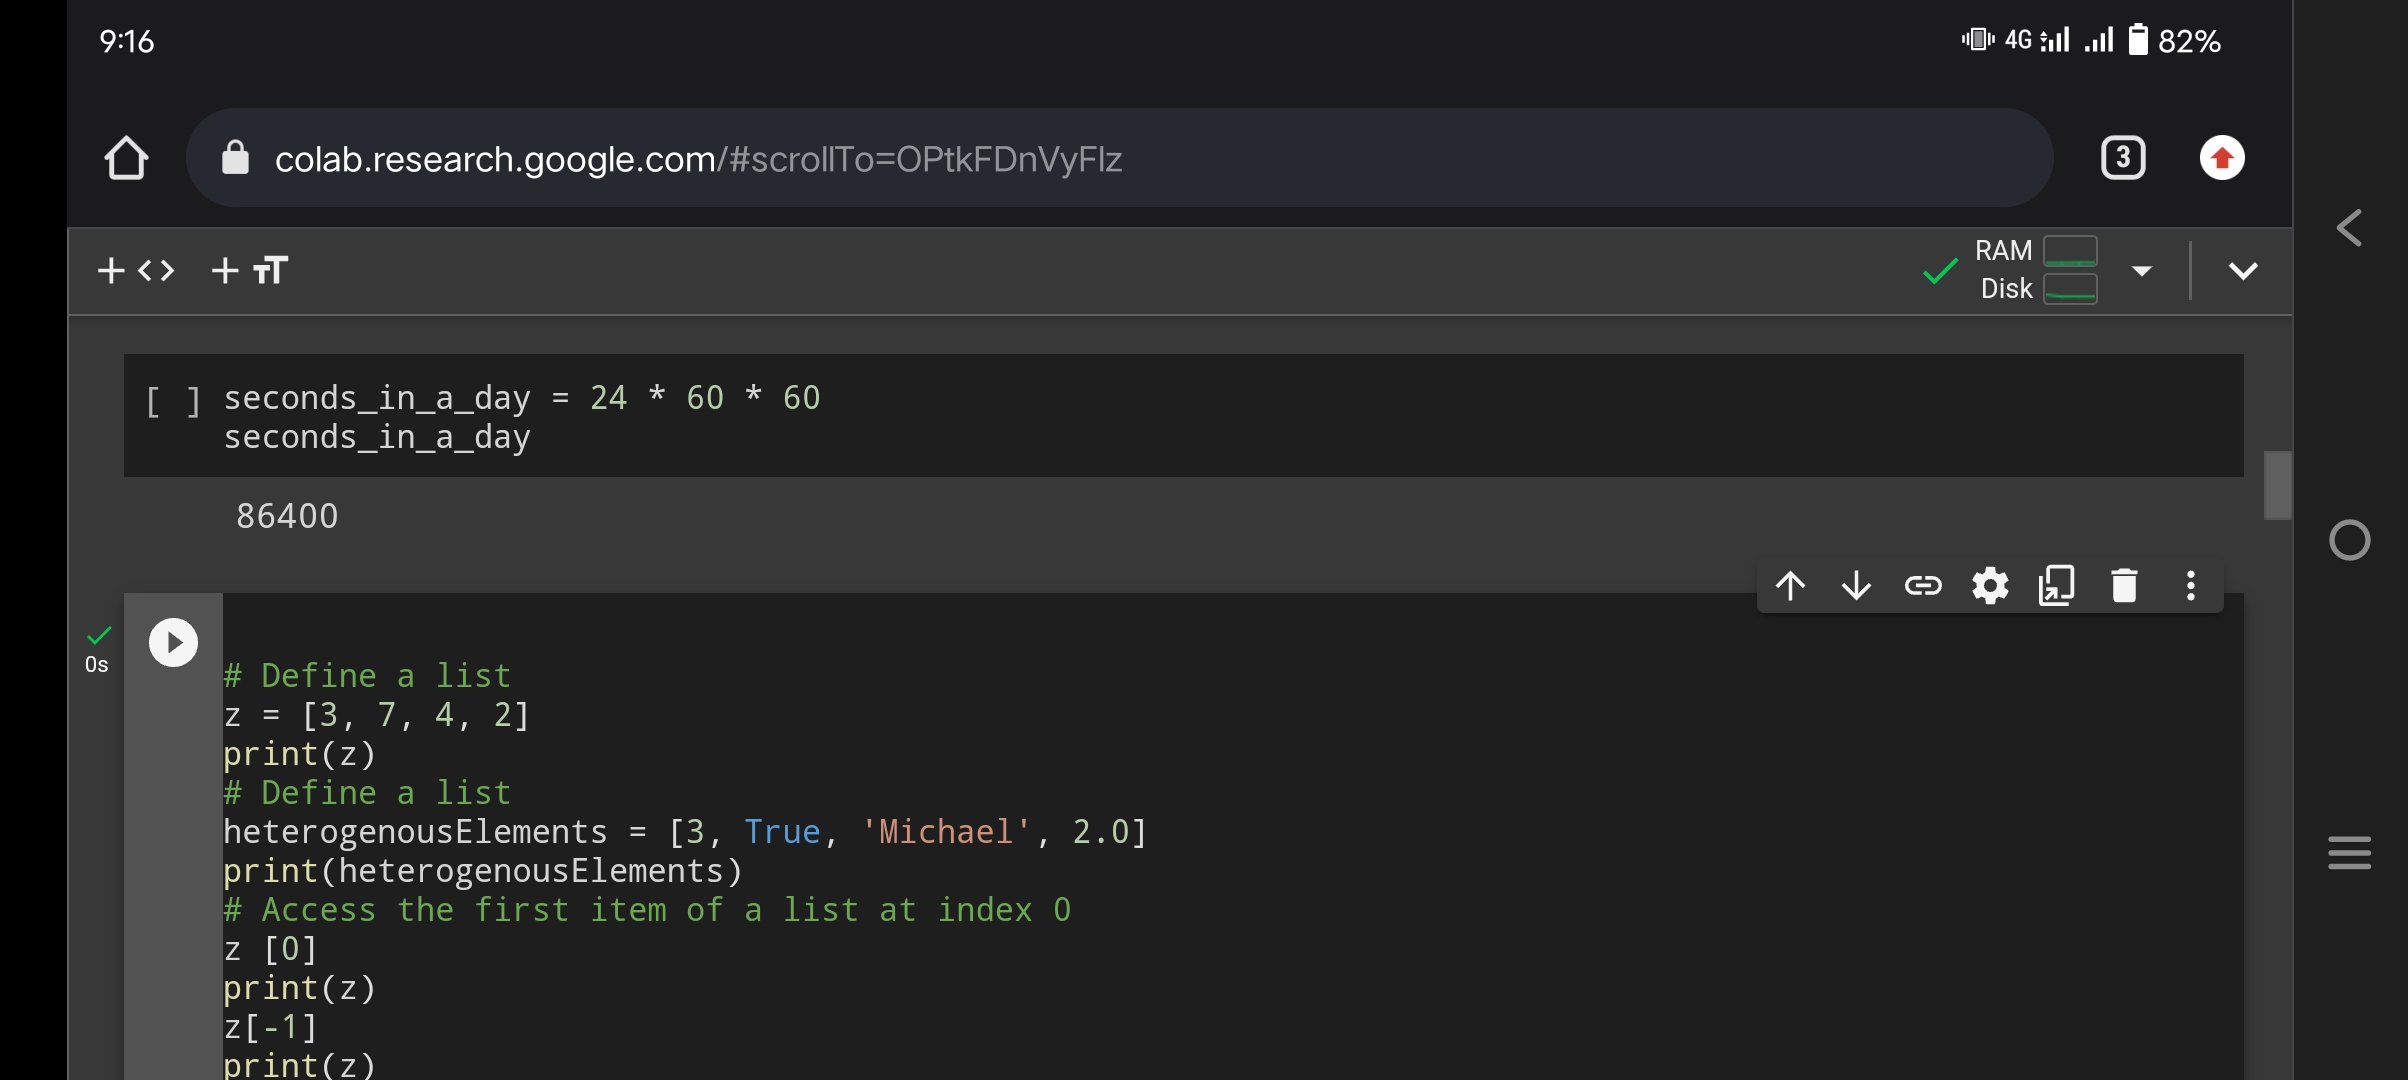 9:16
4G
82%
colab.research.google.com/#scrollTo=OPtkFDnVyFlz
3
RAM
Disk
[ ] seconds_in_a_day = 24 * 60 * 60
seconds_in_a_day
86400
0s
# Define a list
z = [3, 7, 4, 2]
print(z)
# Define a list
heterogenousElements = [3, True, 'Michael', 2.0]
print(heterogenousElements)
# Access the first item of a list at index 0
z [0]
print(z)
z[-1]
print(z)